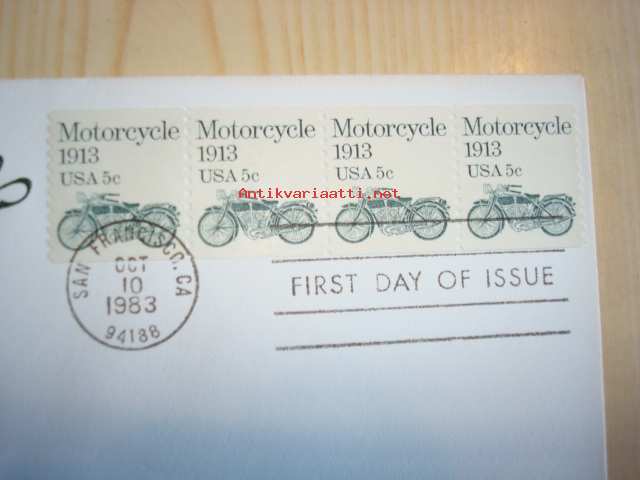 Motorcycle
1913
USA 5c
Motorcycle
1913
USA 5c
Motorcycle
1913
USA 5c
Motorcycle
1913
USA 5c
Antikvariaatti.net
SAN FRANCISCO, CA
OCT
10
1983
94188
FIRST DAY OF ISSUE